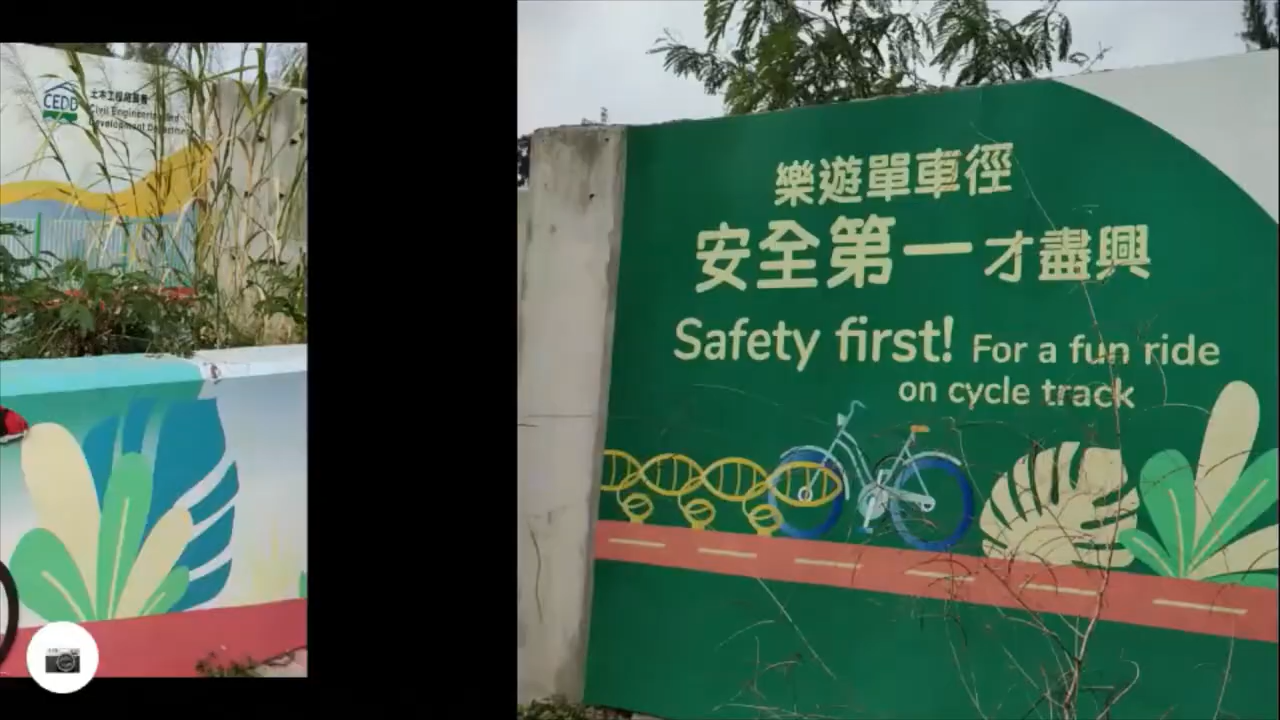 CEDD
土木工程拓展署
Civil Engineering and
Development Department
樂遊單車徑
安全第一才盡興
Safety first! For a fun ride
on cycle track